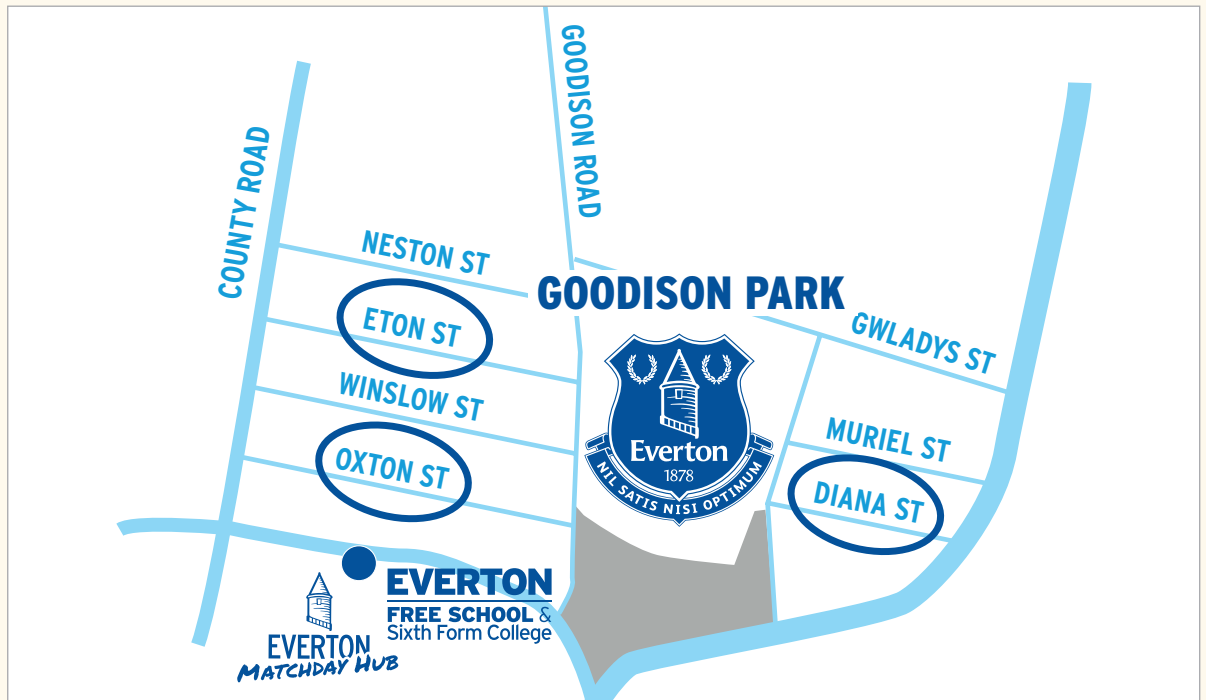 GOODISON ROAD
COUNTY ROAD
NESTON ST
GOODISON PARK
ETON ST
GWLADYS ST
WINSLOW ST
MURIEL ST
Everton
1878
NIL SATIS NISI OPTIMUM
OXTON ST
DIANA ST
EVERTON
FREE SCHOOL &
Sixth Form College
EVERTON
MATCHDAY HUB